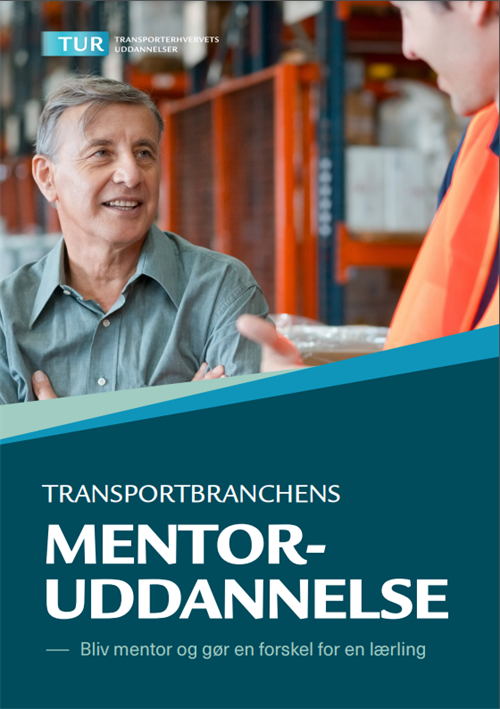 TUR
TRANSPORTERHVERVETS
UDDANNELSER
TRANSPORTBRANCHENS
MENTOR-
UDDANNELSE
— Bliv mentor og gør en forskel for en lærling